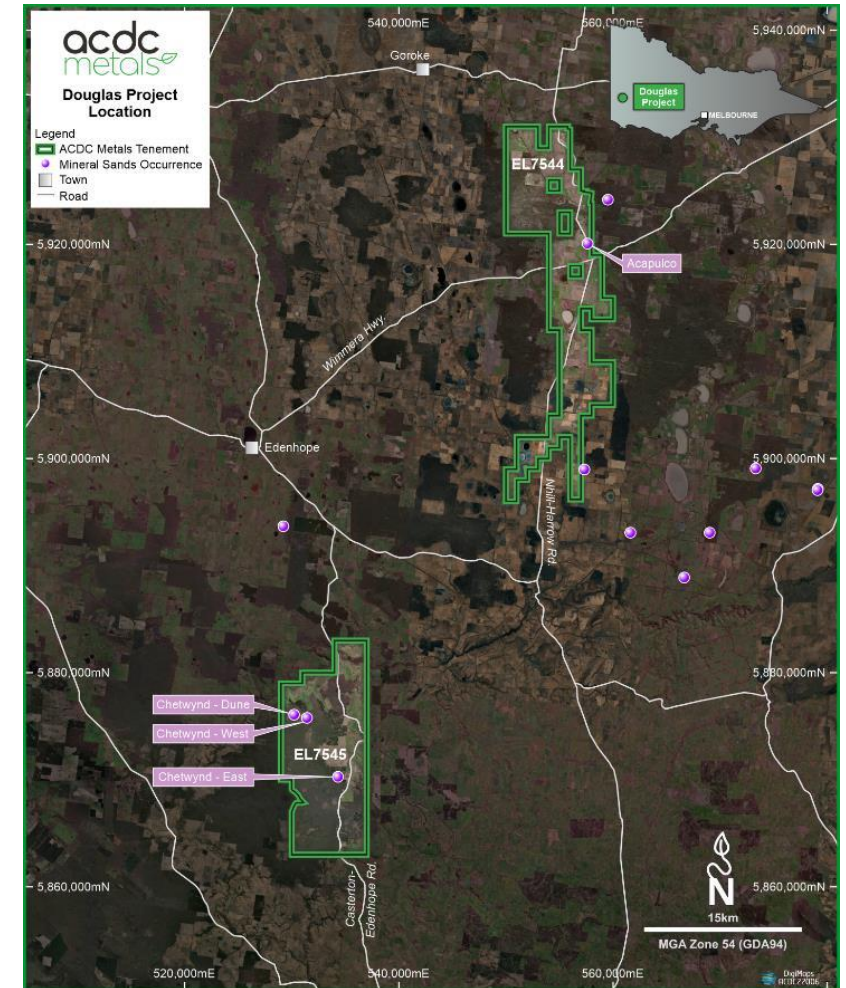 acdc
metals
Douglas Project
Location
Legend
ACDC Metals Tenement
Mineral Sands Occurrence
Town
Road
540,000mE
560,000mE
5,940,000mN
Goroke
Douglas
Project
MELBOURNE
EL7544
5,920,000mN
5,920,000mN
Acapulco
Wimmera Hwy.
Edenhope
5,900,000mN
5,900,000mN
Nhill-Harrow Rd.
5,880,000mN
5,880,000mN
Chetwynd - Dune
Chetwynd - West
EL7545
Chetwynd - East
Casterton-
Edenhope Rd.
5,860,000mN
5,860,000mN
N
15km
MGA Zone 54 (GDA94)
520,000mE
540,000mE
560,000mE
DigiMaps
ACDC22006